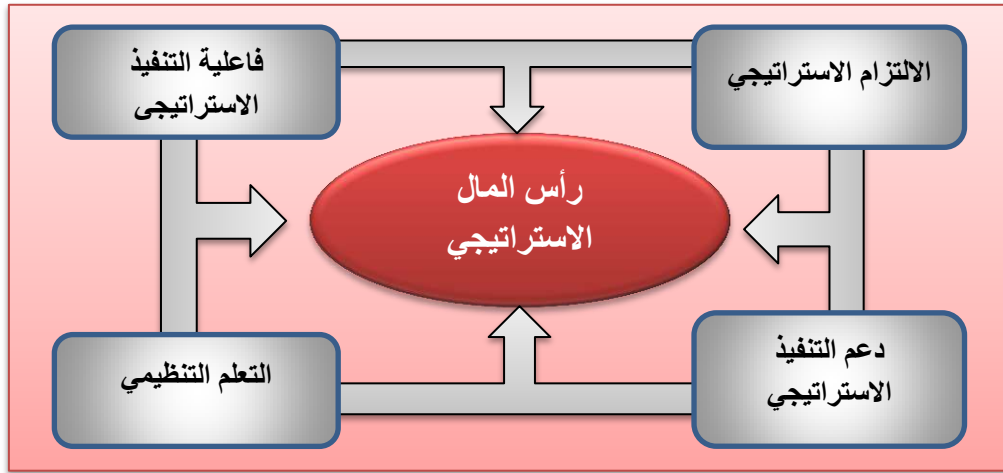 الالتزام الاستراتيجي
فاعلية التنفيذ
الاستراتيجى
رأس المال
الاستراتيجي
دعم التنفيذ
الاستراتيجي
التعلم التنظيمي